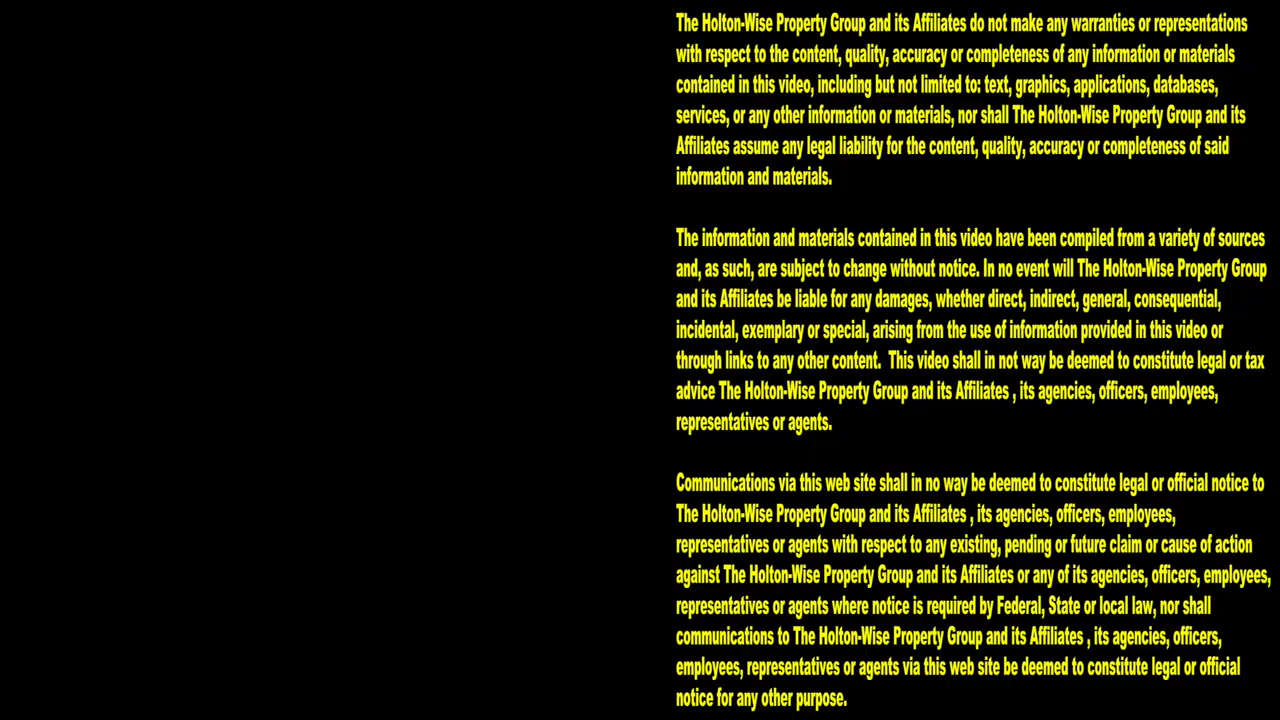 The Holton-Wise Property Group and its Affiliates do not make any warranties or representations
with respect to the content, quality, accuracy or completeness of any information or materials
contained in this video, including but not limited to: text, graphics, applications, databases,
services, or any other information or materials, nor shall The Holton-Wise Property Group and its
Affiliates assume any legal liability for the content, quality, accuracy or completeness of said
information and materials.
The information and materials contained in this video have been compiled from a variety of sources
and, as such, are subject to change without notice. In no event will The Holton-Wise Property Group
and its Affiliates be liable for any damages, whether direct, indirect, general, consequential,
incidental, exemplary or special, arising from the use of information provided in this video or
through links to any other content.  This video shall in not way be deemed to constitute legal or tax
advice The Holton-Wise Property Group and its Affiliates , its agencies, officers, employees,
representatives or agents.
Communications via this web site shall in no way be deemed to constitute legal or official notice to
The Holton-Wise Property Group and its Affiliates , its agencies, officers, employees,
representatives or agents with respect to any existing, pending or future claim or cause of action
against The Holton-Wise Property Group and its Affiliates or any of its agencies, officers, employees,
representatives or agents where notice is required by Federal, State or local law, nor shall
communications to The Holton-Wise Property Group and its Affiliates , its agencies, officers,
employees, representatives or agents via this web site be deemed to constitute legal or official
notice for any other purpose.